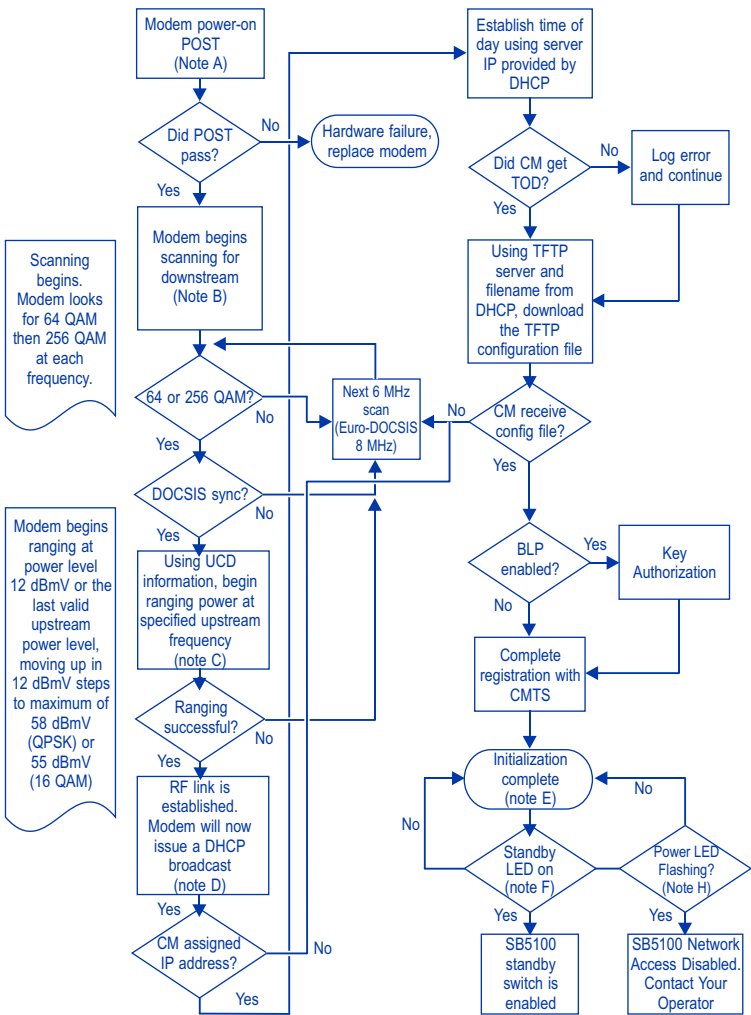 Modem power-on
POST
(Note A)
Did POST
pass?
No
Hardware failure,
replace modem
Yes
Modem begins
scanning for
downstream
(Note B)
Scanning
begins.
Modem looks
for 64 QAM
then 256 QAM
at each
frequency.
64 or 256 QAM?
No
Yes
Next 6 MHz
scan
(Euro-DOCSIS
8 MHz)
DOCSIS sync?
No
Yes
Modem begins
ranging at
power level
12 dBmV or the
last valid
upstream
power level,
moving up in
12 dBmV steps
to maximum of
58 dBmV
(QPSK) or
55 dBmV
(16 QAM)
Using UCD
information, begin
ranging power at
specified upstream
frequency
(note C)
Ranging
successful?
No
Yes
RF link is
established.
Modem will now
issue a DHCP
broadcast
(note D)
Yes
CM assigned
IP address?
No
Yes
Establish time of
day using server
IP provided by
DHCP
Did CM get
TOD?
No
Log error
and continue
Yes
Using TFTP
server and
filename from
DHCP, download
the TFTP
configuration file
CM receive
config file?
No
Yes
BLP
enabled?
Yes
Key
Authorization
No
Complete
registration with
CMTS
Initialization
complete
(note E)
No
No
Standby
LED on
(note F)
Power LED
Flashing?
(Note H)
Yes
Yes
SB5100
standby
switch is
enabled
SB5100 Network
Access Disabled.
Contact Your
Operator